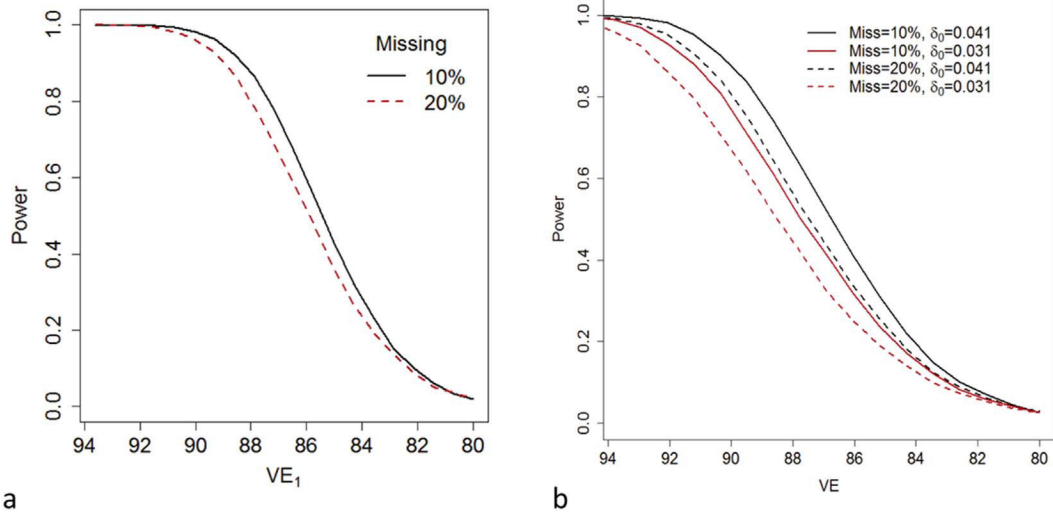 1.0
0.8
0.6
0.4
0.2
0.0
Power
Missing
10%
20%
94 92 90 88 86 84 82 80
VE₁
a
1.0
0.8
0.6
0.4
0.2
0.0
Power
Miss=10%, δ₀=0.041
Miss=10%, δ₀=0.031
Miss=20%, δ₀=0.041
Miss=20%, δ₀=0.031
94 92 90 88 86 84 82 80
VE
b